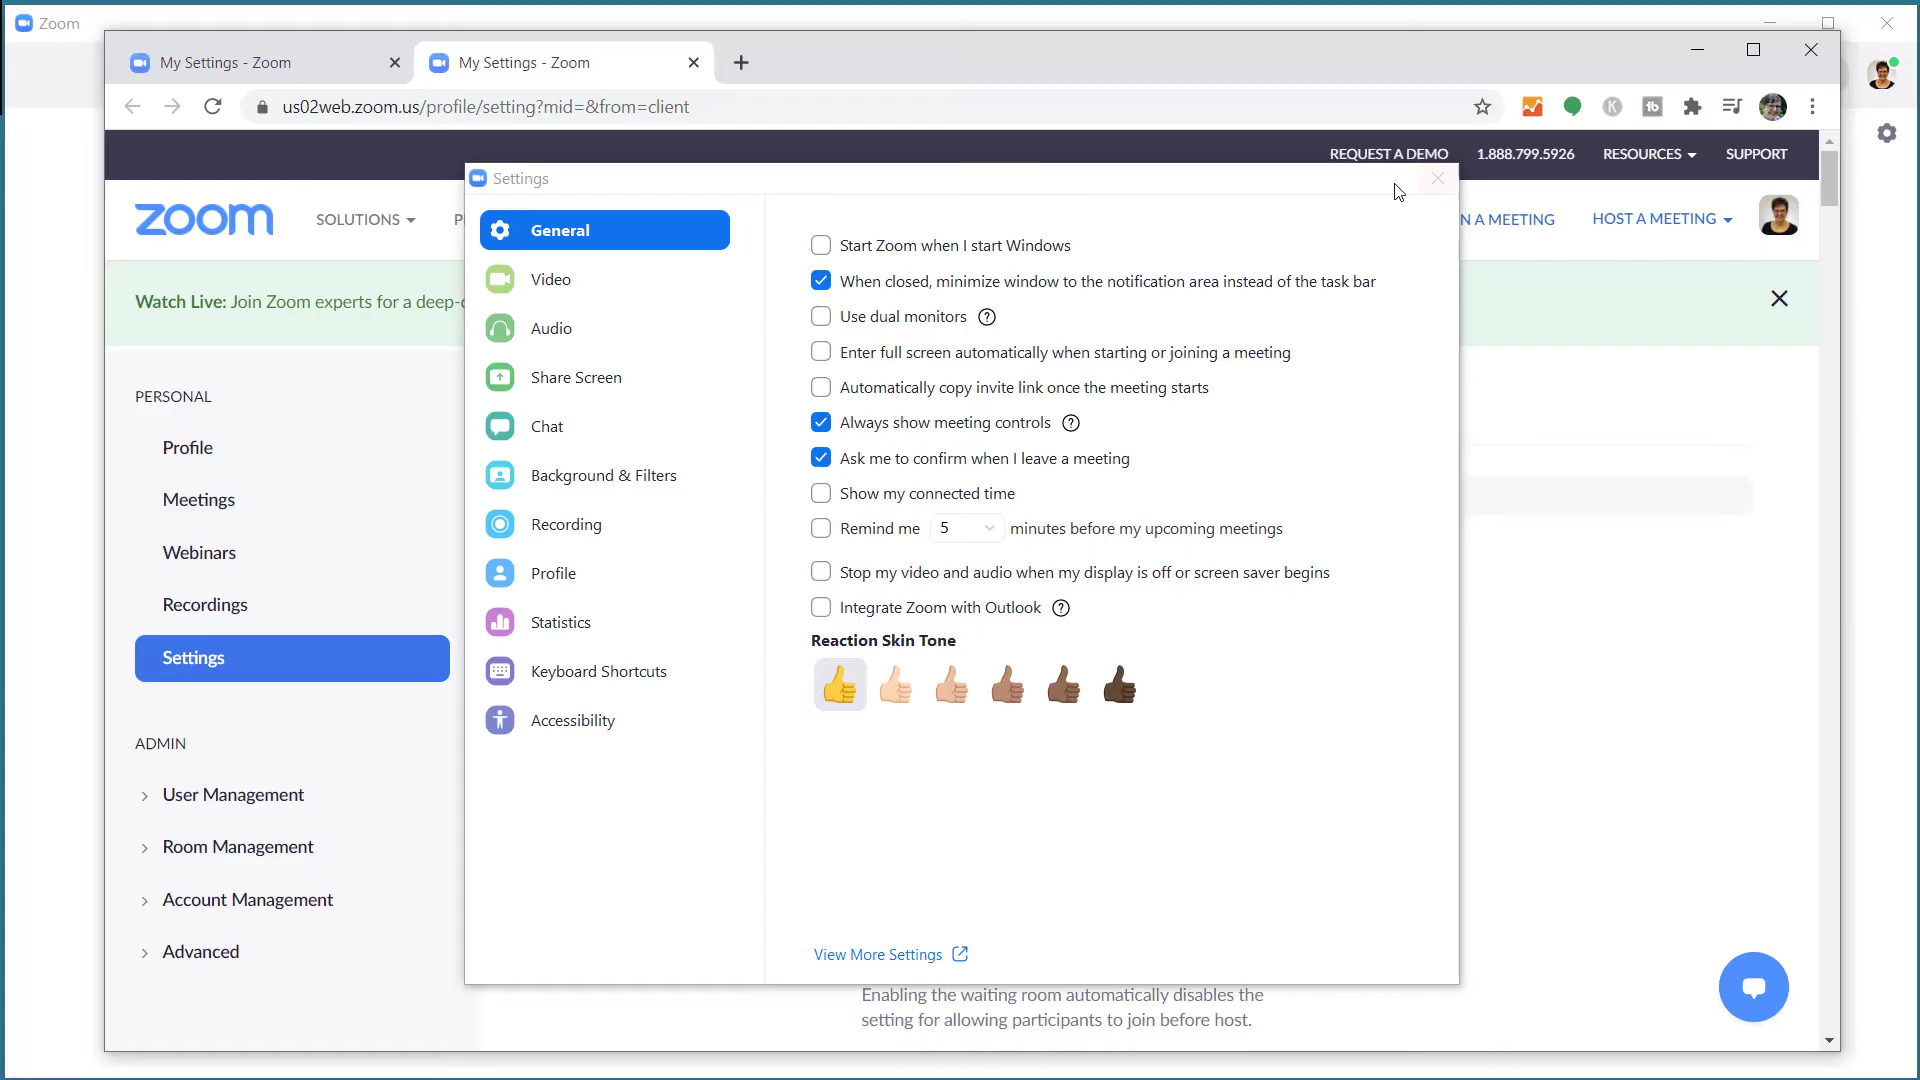 Zoom
My Settings - Zoom
My Settings - Zoom
us02web.zoom.us/profile/setting?mid=&from=client
REQUEST A DEMO
1.888.799.5926
RESOURCES
SUPPORT
zoom
SOLUTIONS
P
N A MEETING
HOST A MEETING
Watch Live: Join Zoom experts for a deep-d
PERSONAL
Profile
Meetings
Webinars
Recordings
Settings
ADMIN
User Management
Room Management
Account Management
Advanced
Settings
General
Video
Audio
Share Screen
Chat
Background & Filters
Recording
Profile
Statistics
Keyboard Shortcuts
Accessibility
Start Zoom when I start Windows
When closed, minimize window to the notification area instead of the task bar
Use dual monitors
Enter full screen automatically when starting or joining a meeting
Automatically copy invite link once the meeting starts
Always show meeting controls
Ask me to confirm when I leave a meeting
Show my connected time
Remind me 5 minutes before my upcoming meetings
Stop my video and audio when my display is off or screen saver begins
Integrate Zoom with Outlook
Reaction Skin Tone
View More Settings
Enabling the waiting room automatically disables the
setting for allowing participants to join before host.